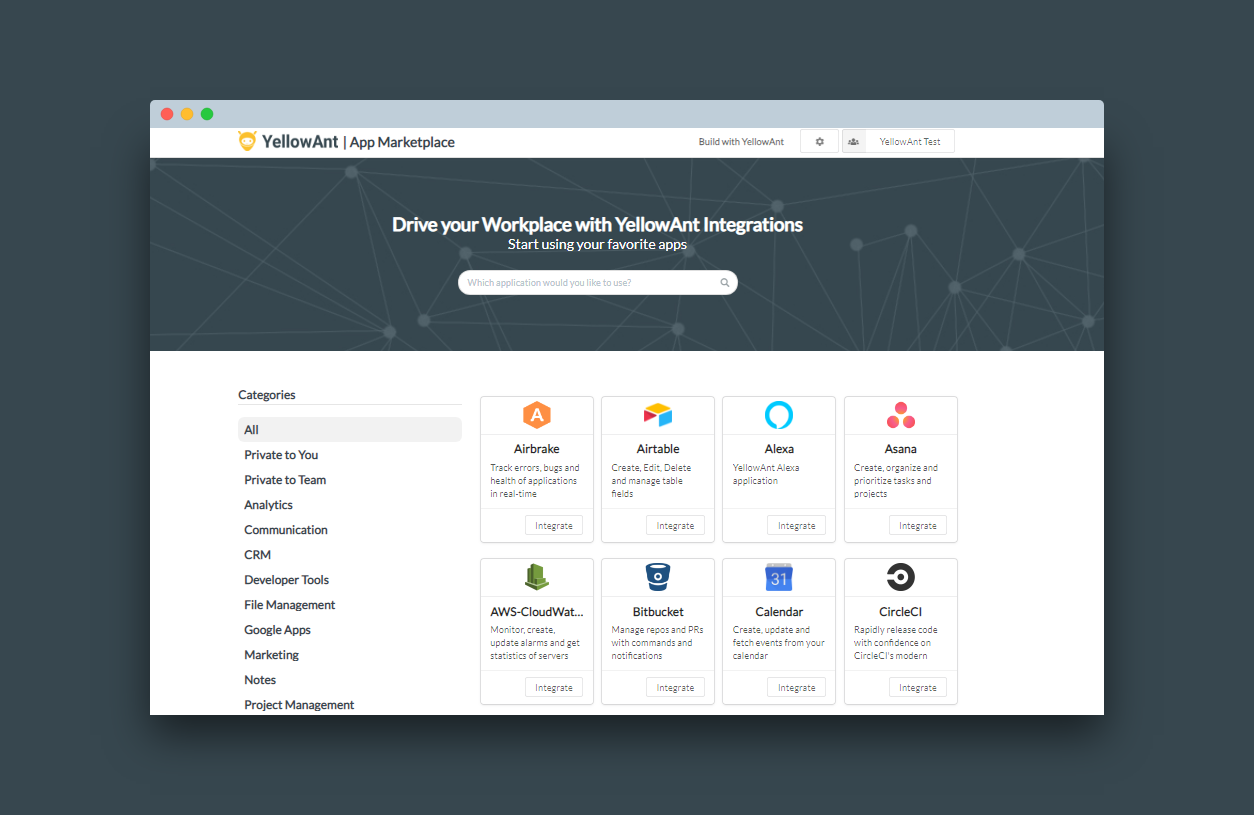 YellowAnt | App Marketplace
Build with YellowAnt
YellowAnt Test
Drive your Workplace with YellowAnt Integrations
Start using your favorite apps
Which application would you like to use?
Categories
All
Private to You
Private to Team
Analytics
Communication
CRM
Developer Tools
File Management
Google Apps
Marketing
Notes
Project Management
A
Airbrake
Track errors, bugs and
health of applications
in real-time
Integrate
Airtable
Create, Edit, Delete
and manage table
fields
Integrate
Alexa
YellowAnt Alexa
application
Integrate
Asana
Create, organize and
prioritize tasks and
projects
Integrate
AWS-CloudWat...
Monitor, create,
update alarms and get
statistics of servers
Integrate
Bitbucket
Manage repos and PRs
with commands and
notifications
Integrate
31
Calendar
Create, update and
fetch events from your
calendar
Integrate
CircleCI
Rapidly release code
with confidence on
CircleCI's modern
Integrate